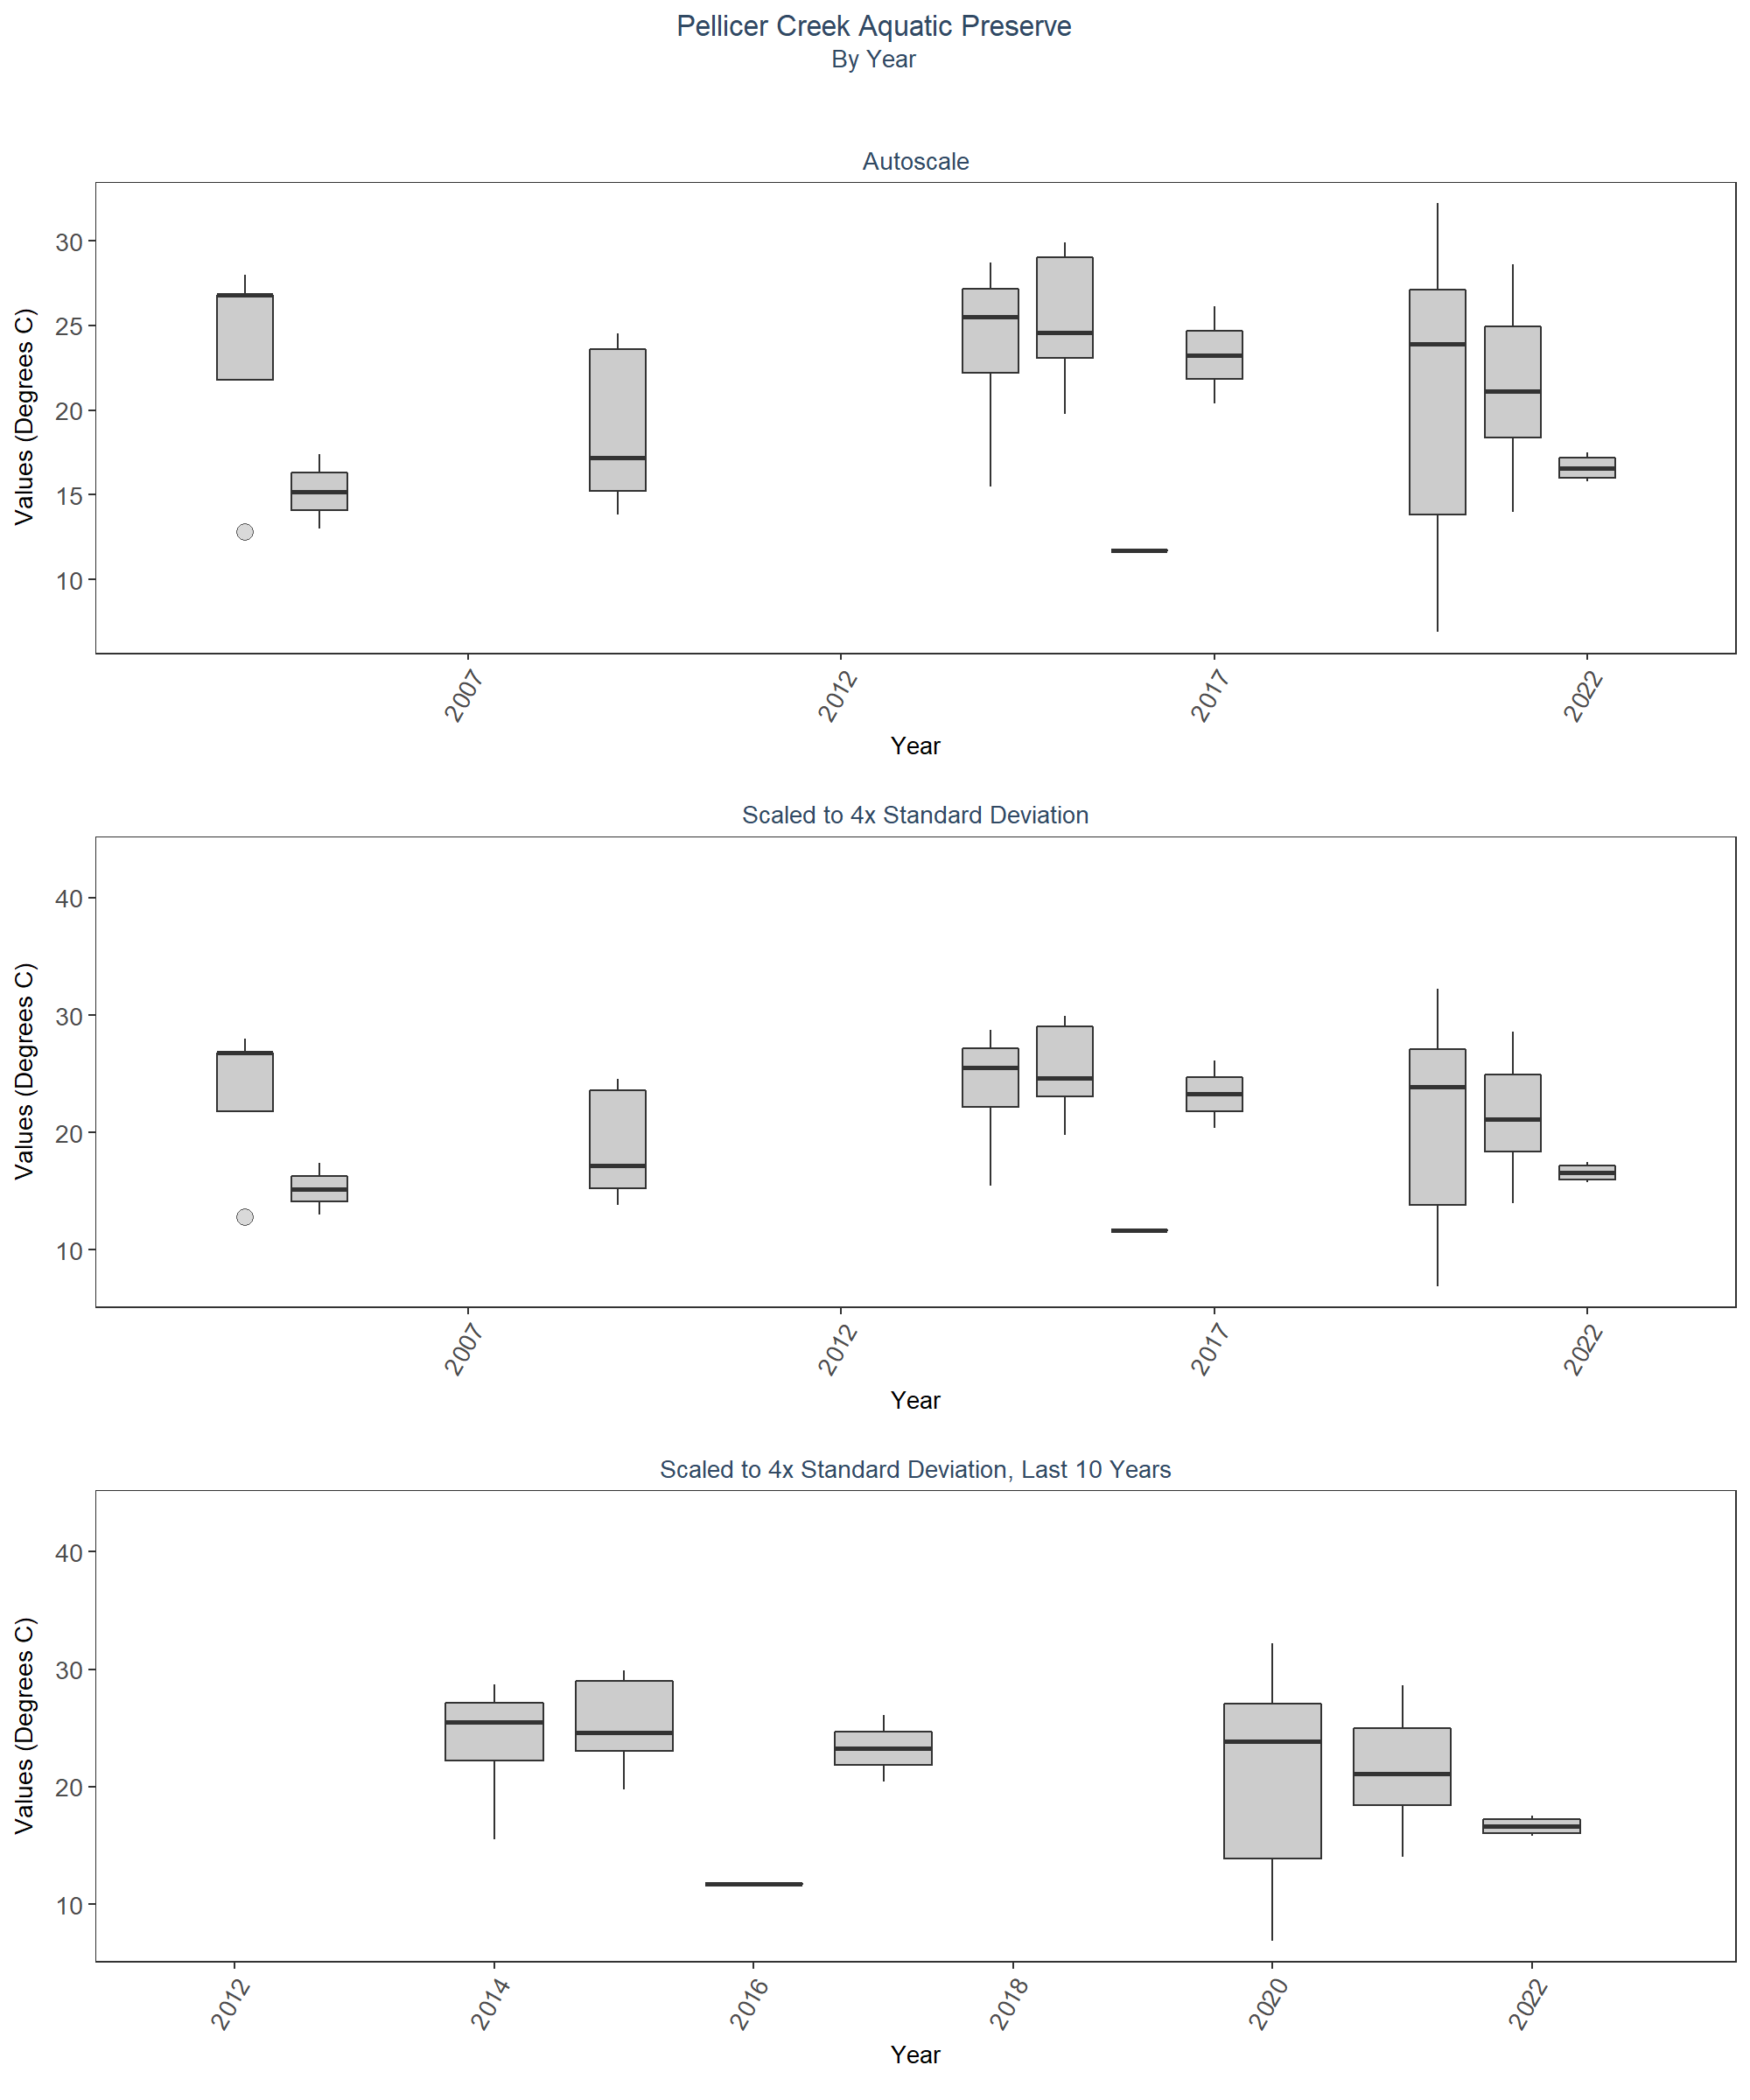 Pellicer Creek Aquatic Preserve
By Year
Autoscale
Values (Degrees C)
30
25
20
15
10
2007
2012
2017
2022
Year
Scaled to 4x Standard Deviation
Values (Degrees C)
40
30
20
10
2007
2012
2017
2022
Year
Scaled to 4x Standard Deviation, Last 10 Years
Values (Degrees C)
40
30
20
10
2012
2014
2016
2018
2020
2022
Year